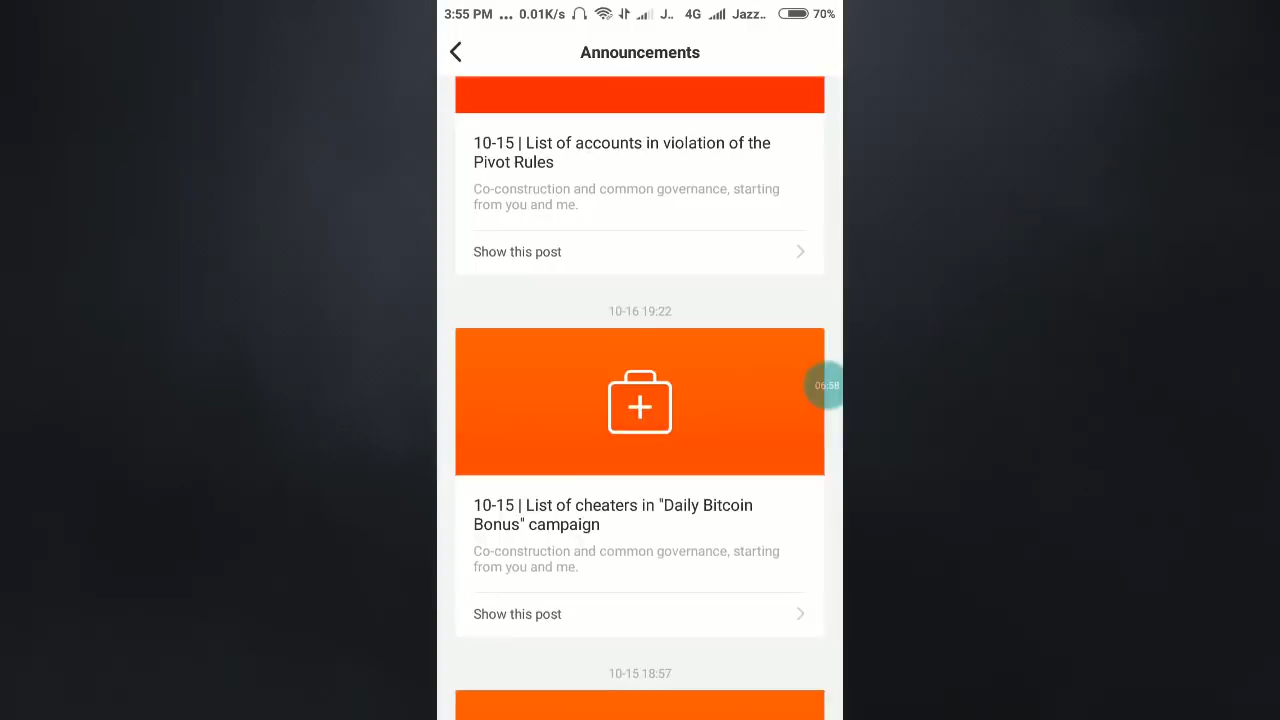 3:55 PM ... 0.01K/s J.. 4G Jazz.. 70%
Announcements
10-15 | List of accounts in violation of the
Pivot Rules
Co-construction and common governance, starting
from you and me.
Show this post
10-16 19:22
06:58
10-15 | List of cheaters in "Daily Bitcoin
Bonus" campaign
Co-construction and common governance, starting
from you and me.
Show this post
10-15 18:57